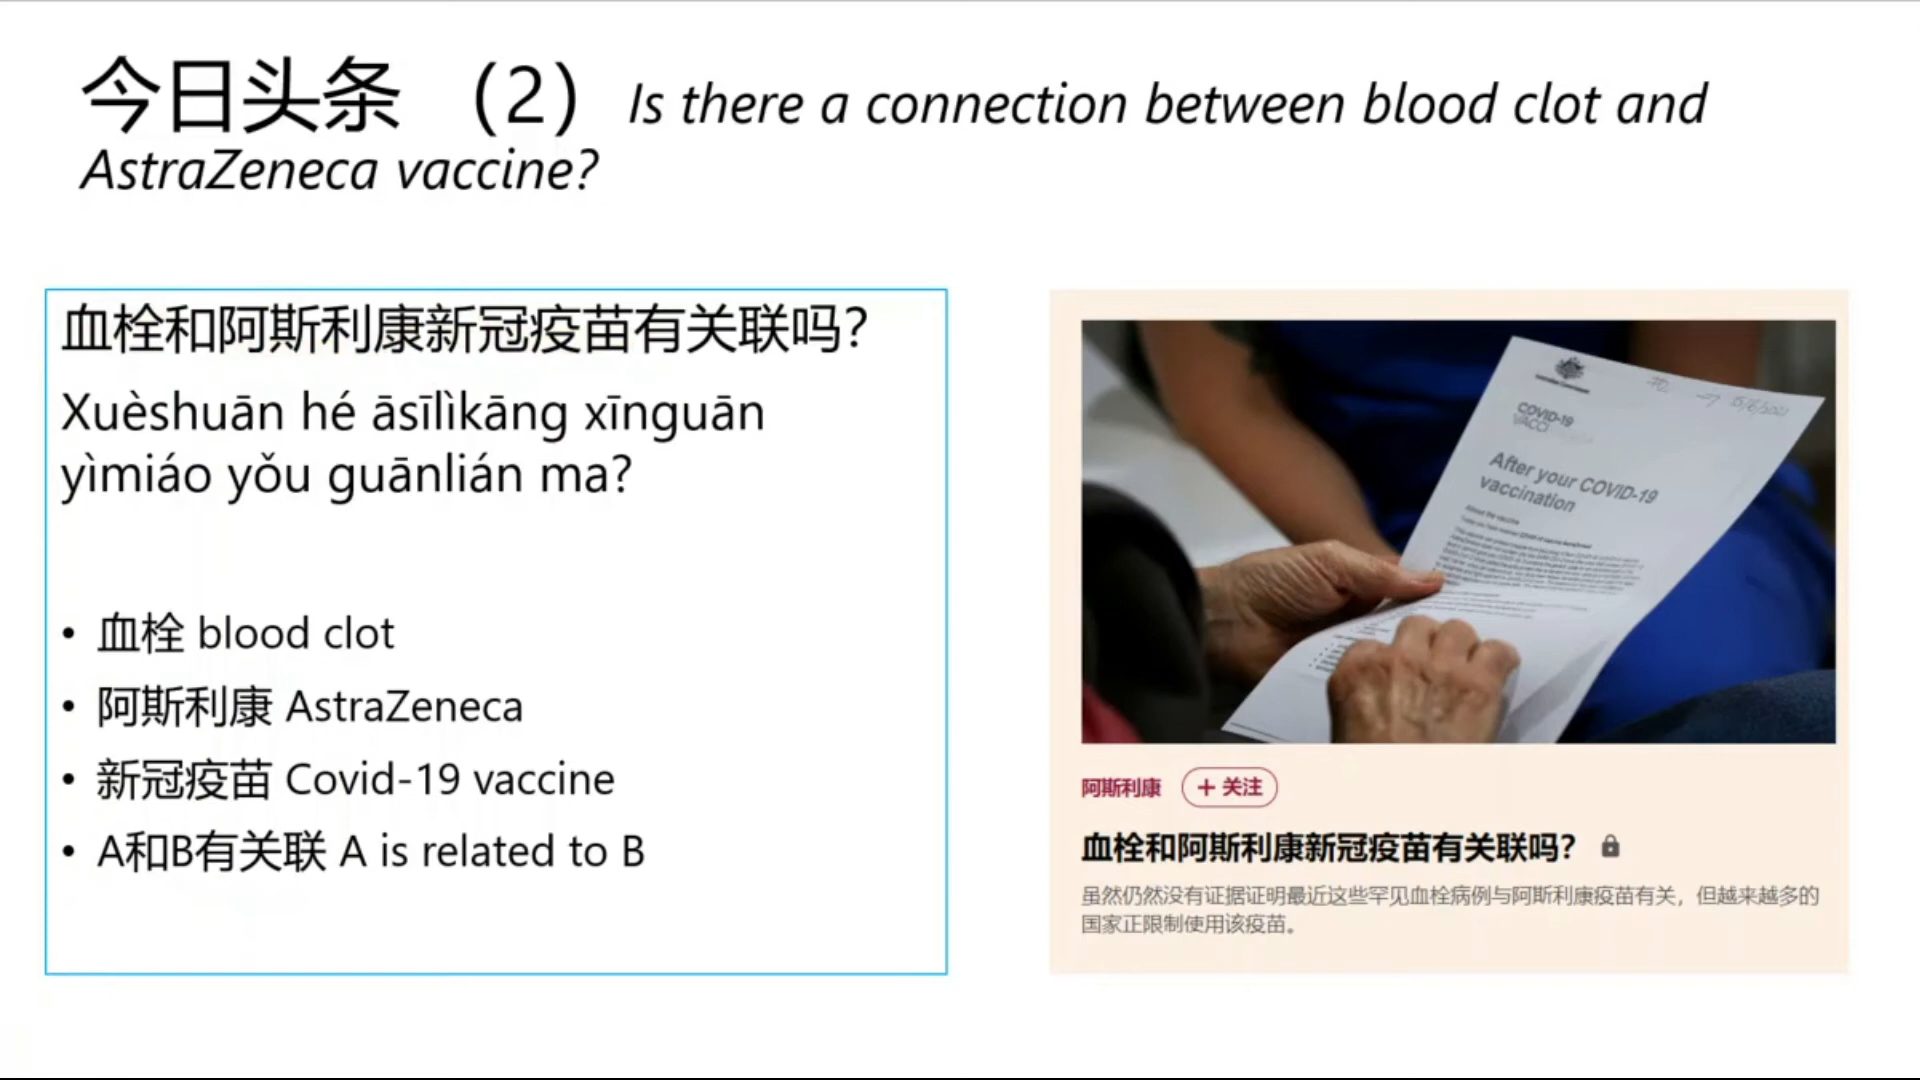 今日头条 （2） Is there a connection between blood clot and
AstraZeneca vaccine?
血栓和阿斯利康新冠疫苗有关联吗？
Xuèshuān hé āsīlìkāng xīnguān
yìmiáo yǒu guānlián ma?
• 血栓 blood clot
• 阿斯利康 AstraZeneca
• 新冠疫苗 Covid-19 vaccine
• A和B有关联 A is related to B
Australian Government
COVID-19
VACCI
After your COVID-19
vaccination
About the vaccine
阿斯利康 + 关注
血栓和阿斯利康新冠疫苗有关联吗？
虽然仍然没有证据证明最近这些罕见血栓病例与阿斯利康疫苗有关，但越来越多的
国家正限制使用该疫苗。